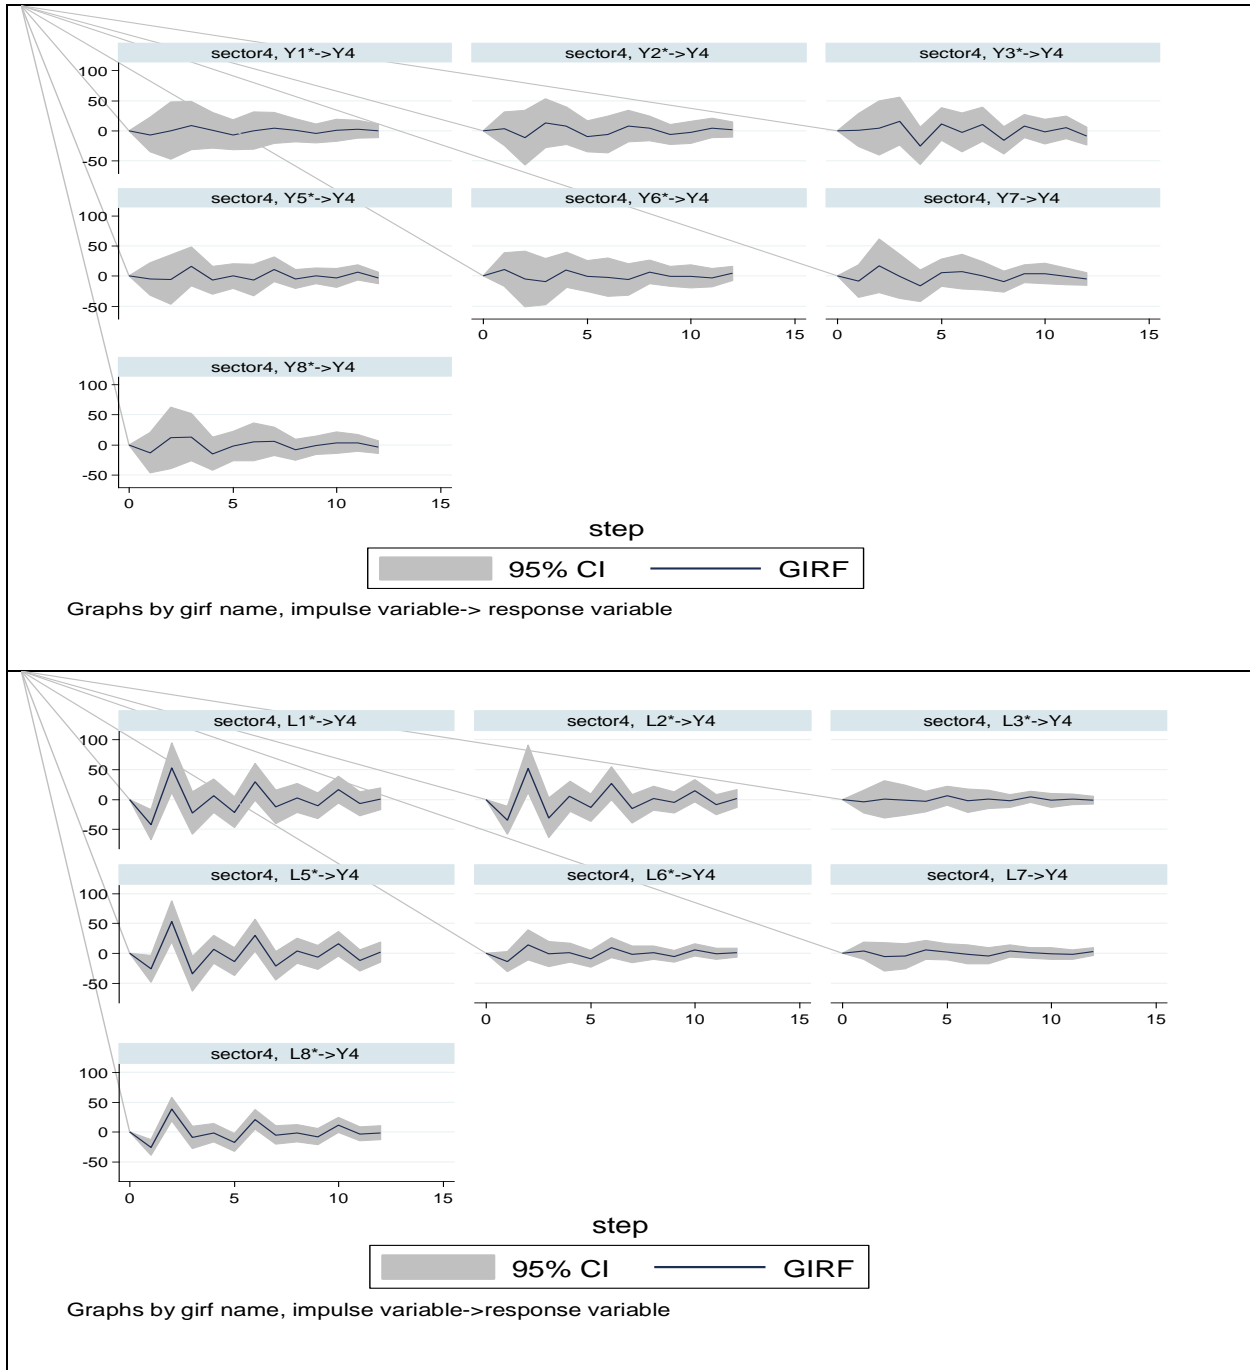 sector4, Y1*->Y4
sector4, Y2*->Y4
sector4, Y3*->Y4
100
50
0
-50
sector4, Y5*->Y4
sector4, Y6*->Y4
sector4, Y7->Y4
100
50
0
-50
0 5 10 15
0 5 10 15
sector4, Y8*->Y4
100
50
0
-50
0 5 10 15
step
95% CI GIRF
Graphs by girf name, impulse variable-> response variable
sector4, L1*->Y4
sector4, L2*->Y4
sector4, L3*->Y4
100
50
0
-50
sector4, L5*->Y4
sector4, L6*->Y4
sector4, L7->Y4
100
50
0
-50
0 5 10 15
0 5 10 15
sector4, L8*->Y4
100
50
0
-50
0 5 10 15
step
95% CI GIRF
Graphs by girf name, impulse variable->response variable